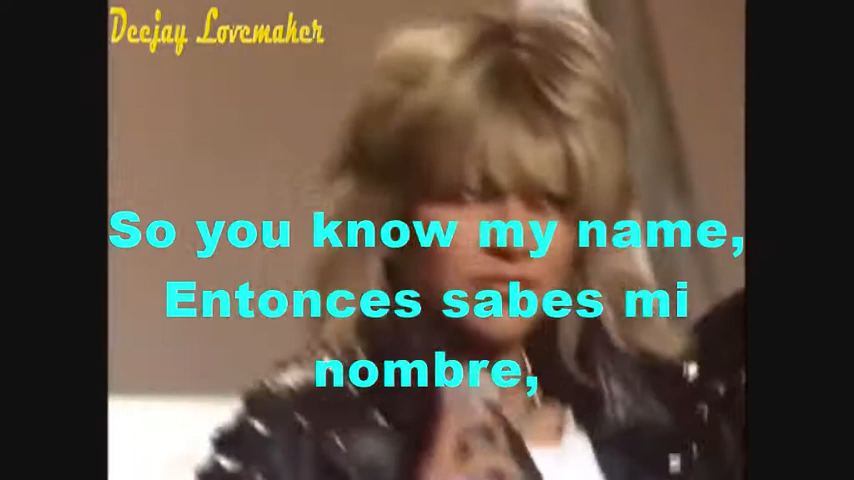 Deejay Lovemaker
So you know my name,
Entonces sabes mi
nombre,